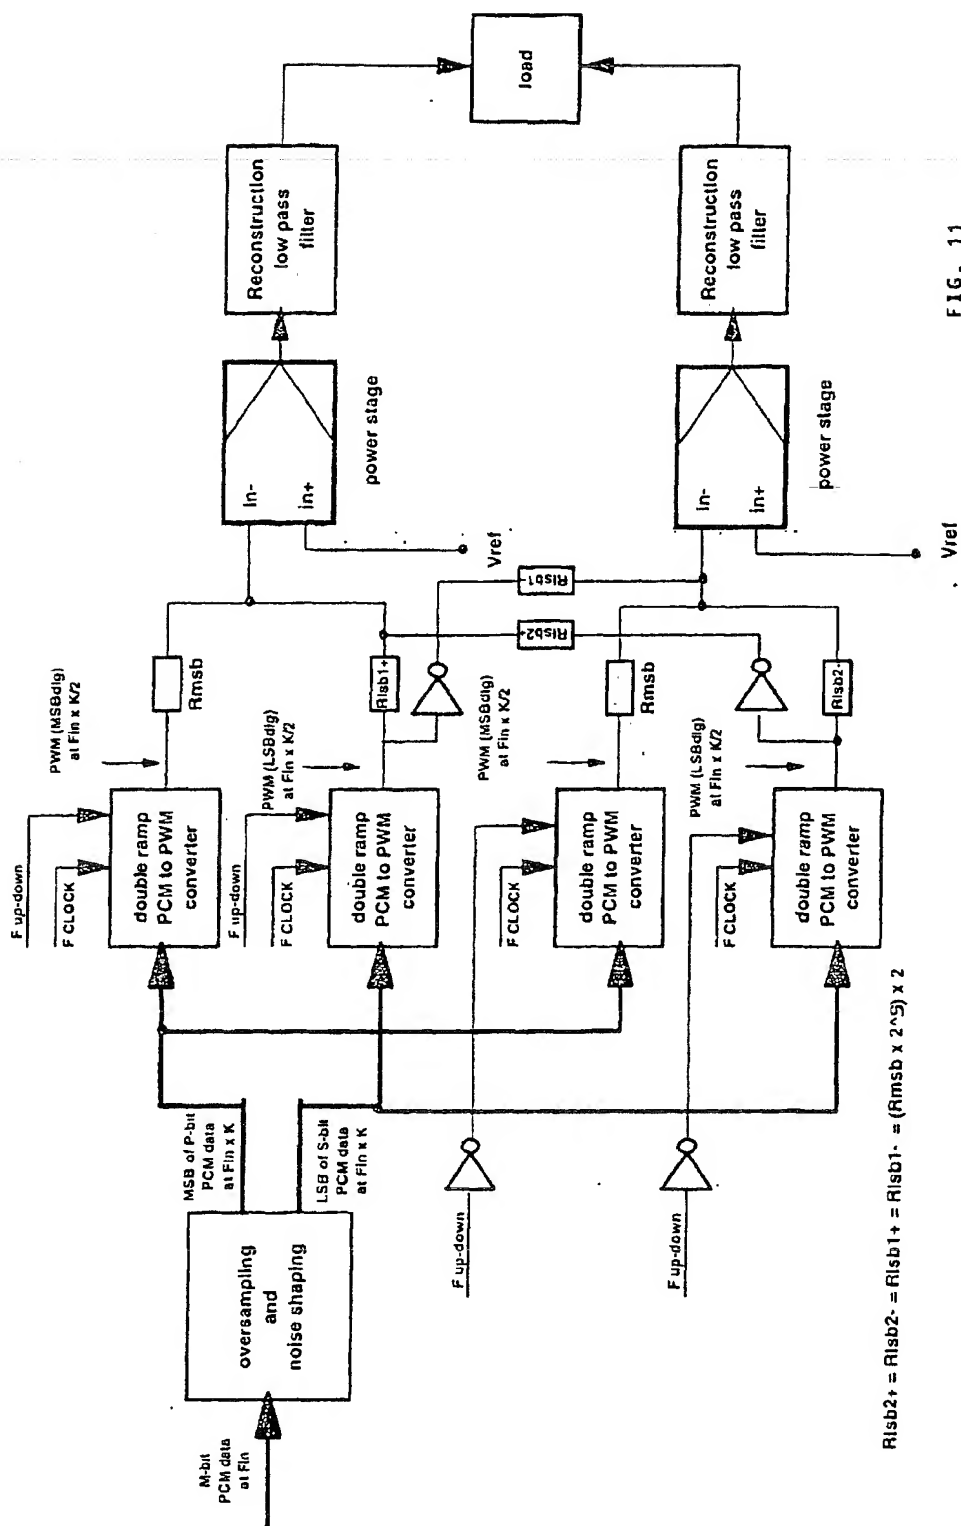 M-bit
PCM data
at Fin
oversampling
and
noise shaping
MSB of P-bit
PCM data
at Fin x K
LSB of S-bit
PCM data
at Fin x K
F up-down
F CLOCK
double ramp
PCM to PWM
converter
PWM (MSBdig)
at Fin x K/2
Rmsb
F up-down
F CLOCK
double ramp
PCM to PWM
converter
PWM (LSBdig)
at Fin x K/2
Rlsb1+
F up-down
F CLOCK
double ramp
PCM to PWM
converter
PWM (MSBdig)
at Fin x K/2
Rmsb
F up-down
F CLOCK
double ramp
PCM to PWM
converter
PWM (LSBdig)
at Fin x K/2
Rlsb2-
Rlsb1-
Rlsb2+
in-
in+
Vref
power stage
Reconstruction
low pass
filter
in-
in+
Vref
power stage
Reconstruction
low pass
filter
load
Rlsb2+ = Rlsb2- = Rlsb1+ = Rlsb1- = (Rmsb x 2^S) x 2
FIG. 11